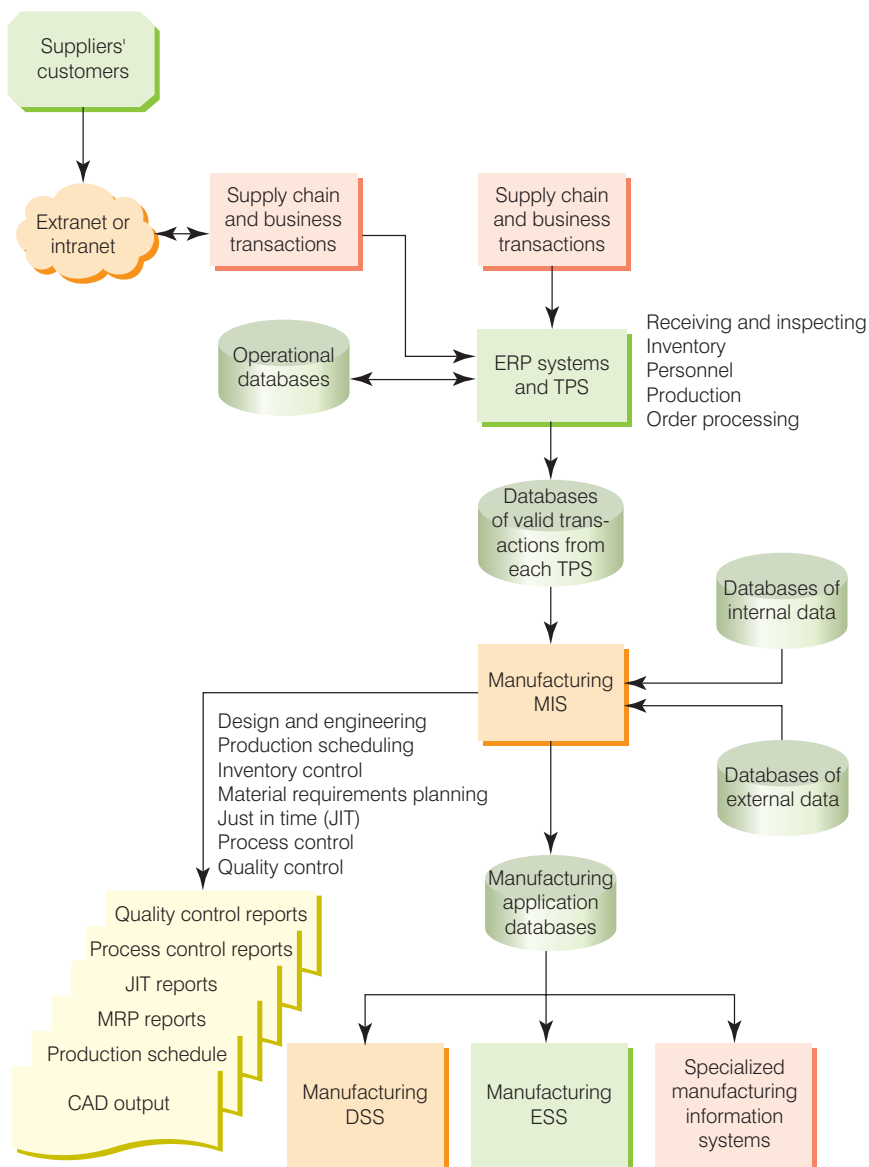 Suppliers'
customers
Extranet or
intranet
Supply chain
and business
transactions
Supply chain
and business
transactions
Operational
databases
ERP systems
and TPS
Receiving and inspecting
Inventory
Personnel
Production
Order processing
Databases
of valid trans-
actions from
each TPS
Databases of
internal data
Manufacturing
MIS
Databases of
external data
Design and engineering
Production scheduling
Inventory control
Material requirements planning
Just in time (JIT)
Process control
Quality control
Manufacturing
application
databases
Quality control reports
Process control reports
JIT reports
MRP reports
Production schedule
CAD output
Manufacturing
DSS
Manufacturing
ESS
Specialized
manufacturing
information
systems